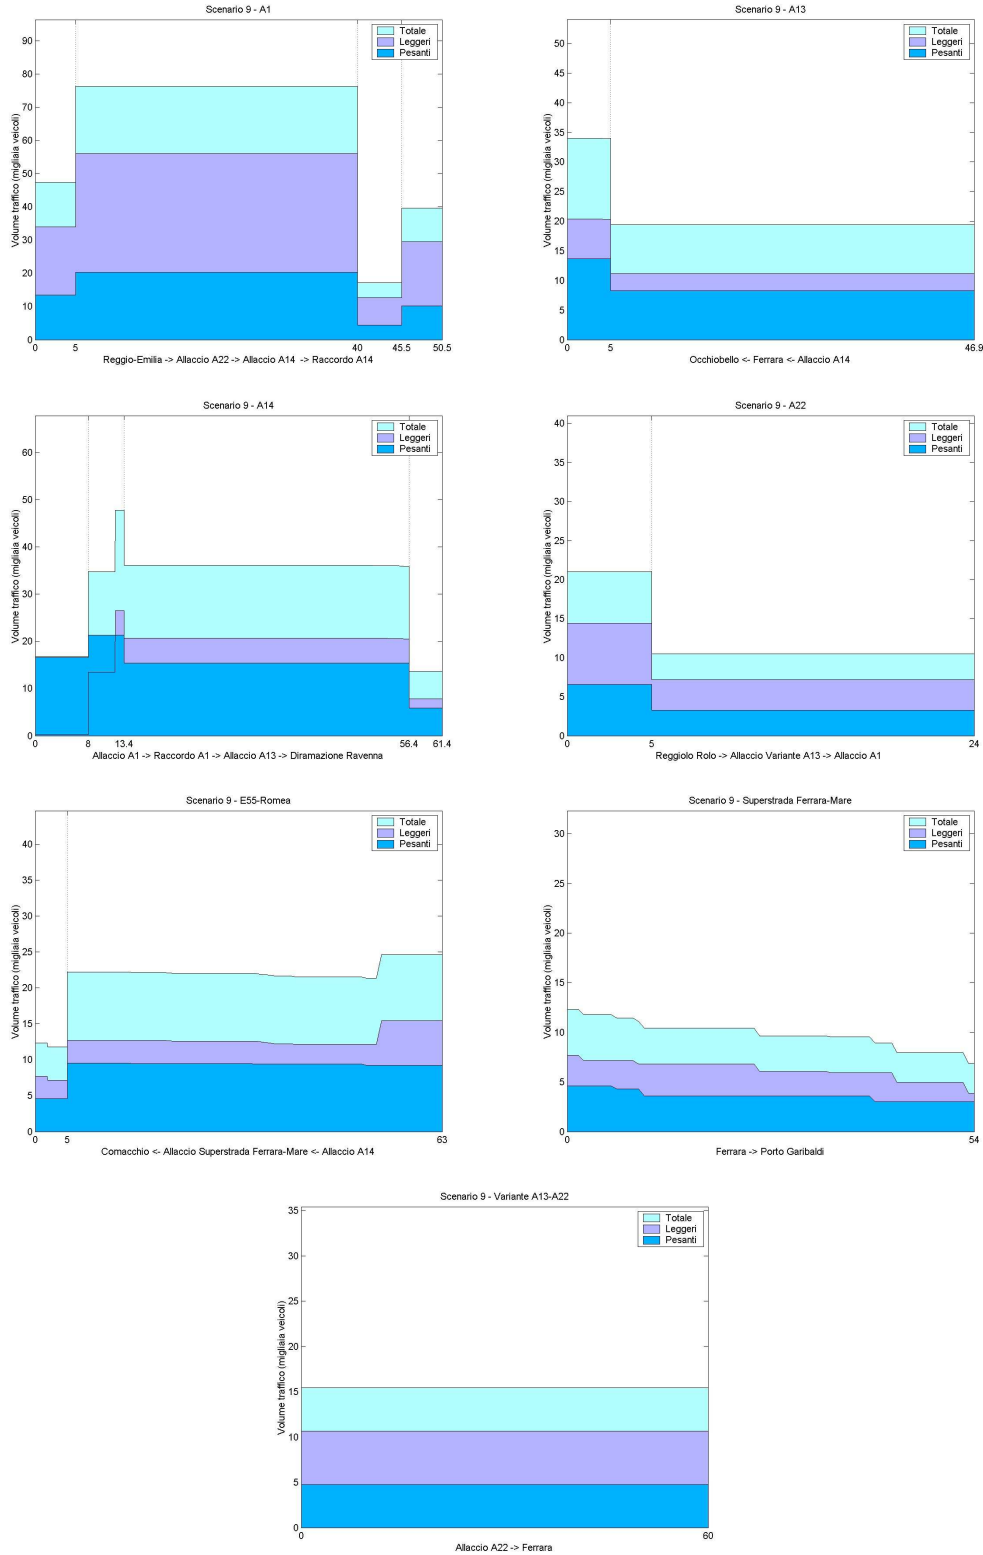 Scenario 9 - A1
Volume traffico (migliaia veicoli)
90
80
70
60
50
40
30
20
10
0
0 5 40 45.5 50.5
Reggio-Emilia -> Allaccio A22 -> Allaccio A14 -> Raccordo A14
Totale
Leggeri
Pesanti
Scenario 9 - A13
Volume traffico (migliaia veicoli)
50
45
40
35
30
25
20
15
10
5
0
0 5 46.9
Occhiobello <- Ferrara <- Allaccio A14
Totale
Leggeri
Pesanti
Scenario 9 - A14
Volume traffico (migliaia veicoli)
60
50
40
30
20
10
0
0 8 13.4 56.4 61.4
Allaccio A1 -> Raccordo A1 -> Allaccio A13 -> Diramazione Ravenna
Totale
Leggeri
Pesanti
Scenario 9 - A22
Volume traffico (migliaia veicoli)
40
35
30
25
20
15
10
5
0
0 5 24
Reggiolo Rolo -> Allaccio Variante A13 -> Allaccio A1
Totale
Leggeri
Pesanti
Scenario 9 - E55-Romea
Volume traffico (migliaia veicoli)
40
35
30
25
20
15
10
5
0
0 5 63
Comacchio <- Allaccio Superstrada Ferrara-Mare <- Allaccio A14
Totale
Leggeri
Pesanti
Scenario 9 - Superstrada Ferrara-Mare
Volume traffico (migliaia veicoli)
30
25
20
15
10
5
0
0 54
Ferrara -> Porto Garibaldi
Totale
Leggeri
Pesanti
Scenario 9 - Variante A13-A22
Volume traffico (migliaia veicoli)
35
30
25
20
15
10
5
0
0 60
Allaccio A22 -> Ferrara
Totale
Leggeri
Pesanti